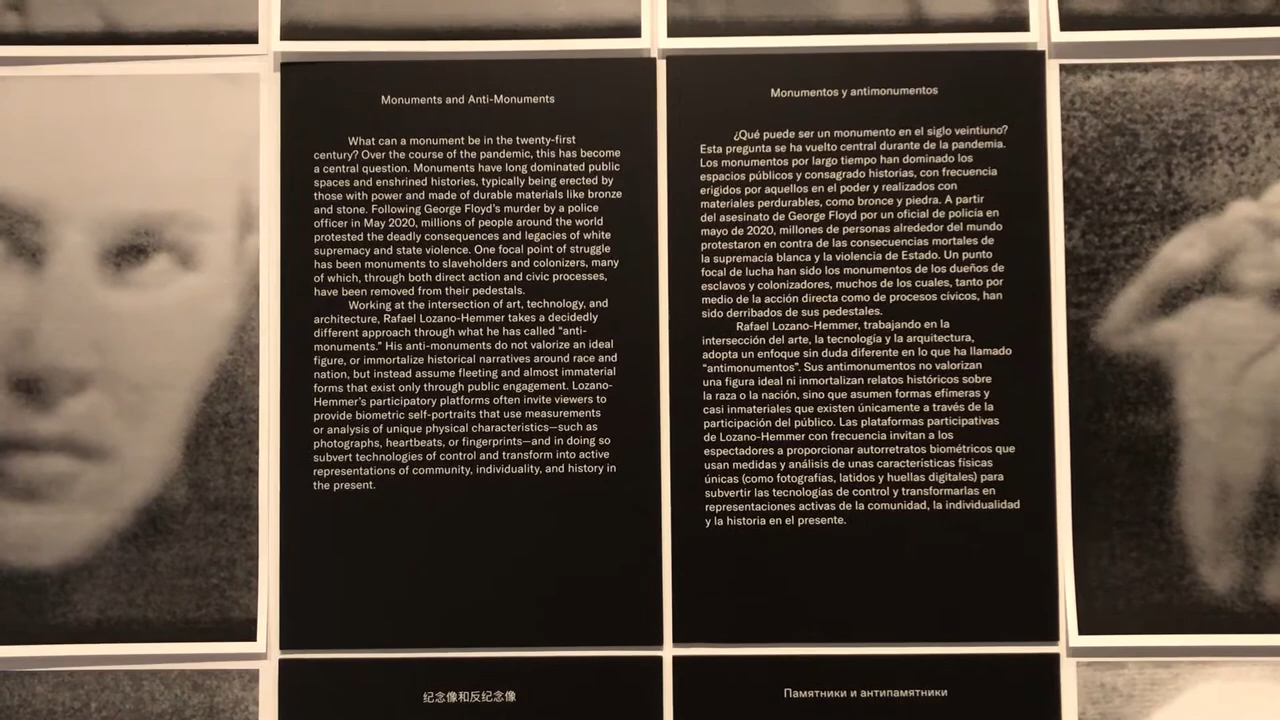 Monuments and Anti-Monuments
What can a monument be in the twenty-first
century? Over the course of the pandemic, this has become
a central question. Monuments have long dominated public
spaces and enshrined histories, typically being erected by
those with power and made of durable materials like bronze
and stone. Following George Floyd's murder by a police
officer in May 2020, millions of people around the world
protested the deadly consequences and legacies of white
supremacy and state violence. One focal point of struggle
has been monuments to slaveholders and colonizers, many
of which, through both direct action and civic processes,
have been removed from their pedestals.
Working at the intersection of art, technology, and
architecture, Rafael Lozano-Hemmer takes a decidedly
different approach through what he has called “anti-
monuments.” His anti-monuments do not valorize an ideal
figure, or immortalize historical narratives around race and
nation, but instead assume fleeting and almost immaterial
forms that exist only through public engagement. Lozano-
Hemmer's participatory platforms often invite viewers to
provide biometric self-portraits that use measurements
or analysis of unique physical characteristics—such as
photographs, heartbeats, or fingerprints—and in doing so
subvert technologies of control and transform into active
representations of community, individuality, and history in
the present.
Monumentos y antimonumentos
¿Qué puede ser un monumento en el siglo veintiuno?
Esta pregunta se ha vuelto central durante de la pandemia.
Los monumentos por largo tiempo han dominado los
espacios públicos y consagrado historias, con frecuencia
erigidos por aquellos en el poder y realizados con
materiales perdurables, como bronce y piedra. A partir
del asesinato de George Floyd por un oficial de policía en
mayo de 2020, millones de personas alrededor del mundo
protestaron en contra de las consecuencias mortales de
la supremacía blanca y la violencia de Estado. Un punto
focal de lucha han sido los monumentos de los dueños de
esclavos y colonizadores, muchos de los cuales, tanto por
medio de la acción directa como de procesos cívicos, han
sido derribados de sus pedestales.
Rafael Lozano-Hemmer, trabajando en la
intersección del arte, la tecnología y la arquitectura,
adopta un enfoque sin duda diferente en lo que ha llamado
“antimonumentos”. Sus antimonumentos no valorizan
una figura ideal ni inmortalizan relatos históricos sobre
la raza o la nación, sino que asumen formas efímeras y
casi inmateriales que existen únicamente a través de la
participación del público. Las plataformas participativas
de Lozano-Hemmer con frecuencia invitan a los
espectadores a proporcionar autorretratos biométricos que
usan medidas y análisis de unas características físicas
únicas (como fotografías, latidos y huellas digitales) para
subvertir las tecnologías de control y transformarlas en
representaciones activas de la comunidad, la individualidad
y la historia en el presente.
纪念像和反纪念像
Памятники и антипамятники